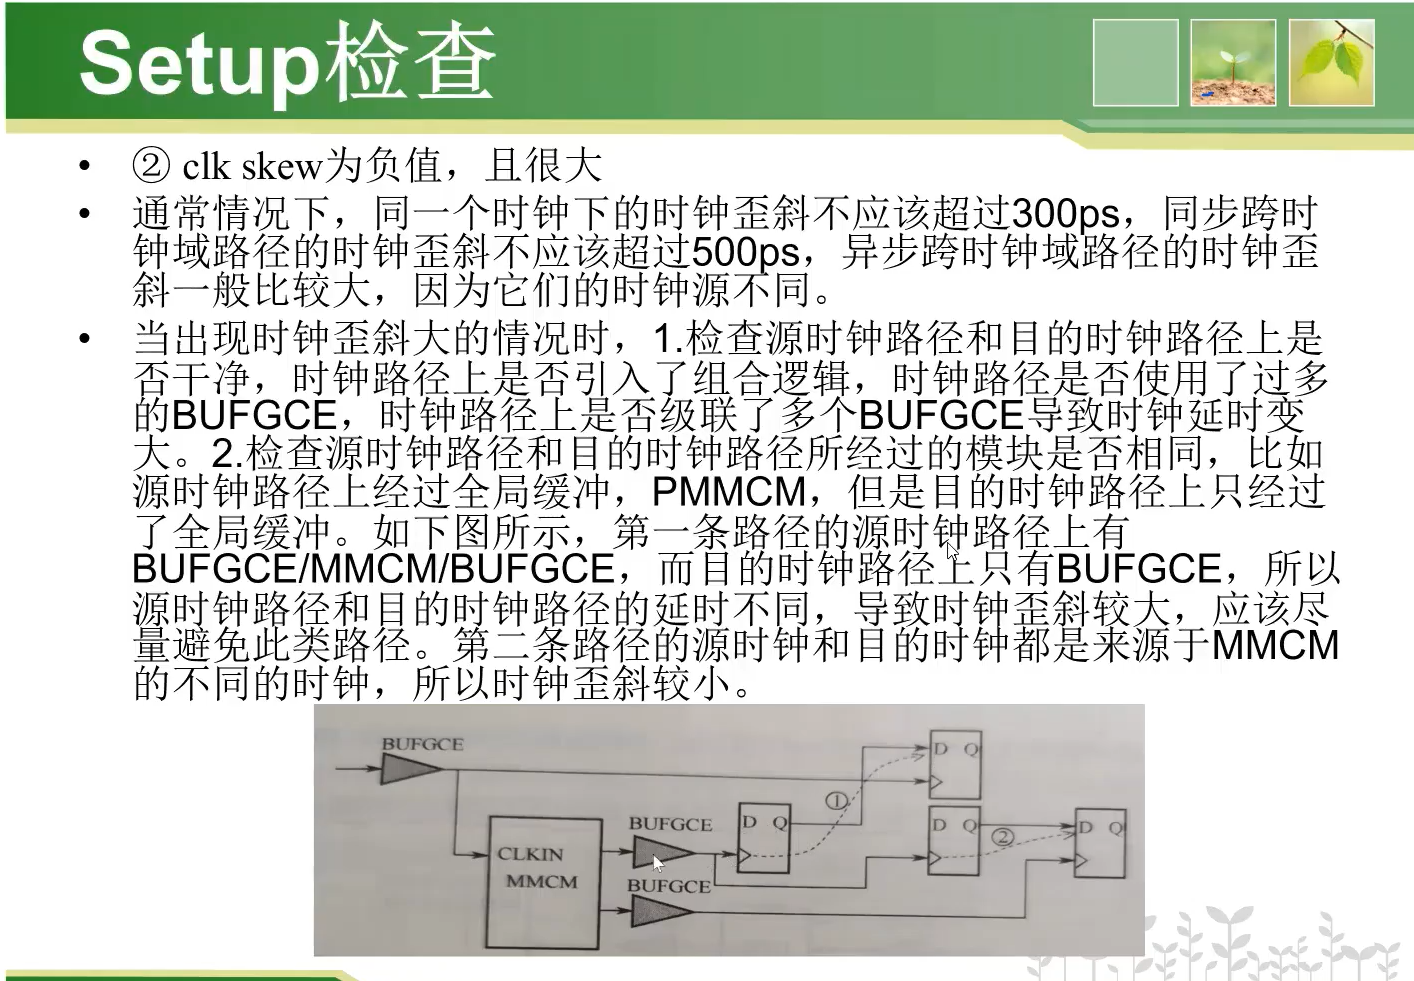 Setup检查
• ② clk skew为负值，且很大
• 通常情况下，同一个时钟下的时钟歪斜不应该超过300ps，同步跨时
钟域路径的时钟歪斜不应该超过500ps，异步跨时钟域路径的时钟歪
斜一般比较大，因为它们的时钟源不同。
• 当出现时钟歪斜大的情况时，1.检查源时钟路径和目的时钟路径上是
否干净，时钟路径上是否引入了组合逻辑，时钟路径是否使用了过多
的BUFGCE，时钟路径上是否级联了多个BUFGCE导致时钟延时变
大。2.检查源时钟路径和目的时钟路径所经过的模块是否相同，比如
源时钟路径上经过全局缓冲，PMMCM，但是目的时钟路径上只经过
了全局缓冲。如下图所示，第一条路径的源时钟路径上有
BUFGCE/MMCM/BUFGCE，而目的时钟路径上只有BUFGCE，所以
源时钟路径和目的时钟路径的延时不同，导致时钟歪斜较大，应该尽
量避免此类路径。第二条路径的源时钟和目的时钟都是来源于MMCM
的不同的时钟，所以时钟歪斜较小。
BUFGCE
D Q
①
BUFGCE
D Q
D Q
②
D Q
CLKIN
MMCM
BUFGCE